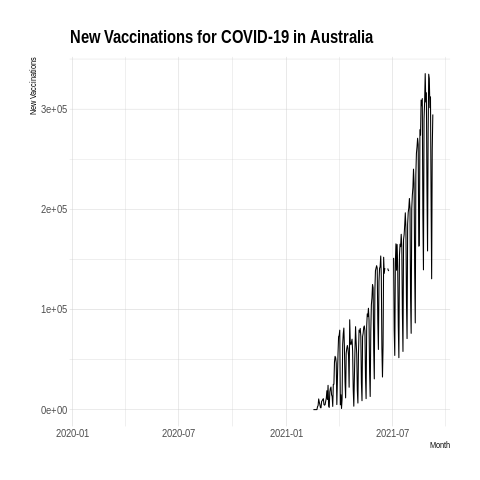 New Vaccinations for COVID-19 in Australia
New Vaccinations
3e+05
2e+05
1e+05
0e+00
2020-01 2020-07 2021-01 2021-07
Month